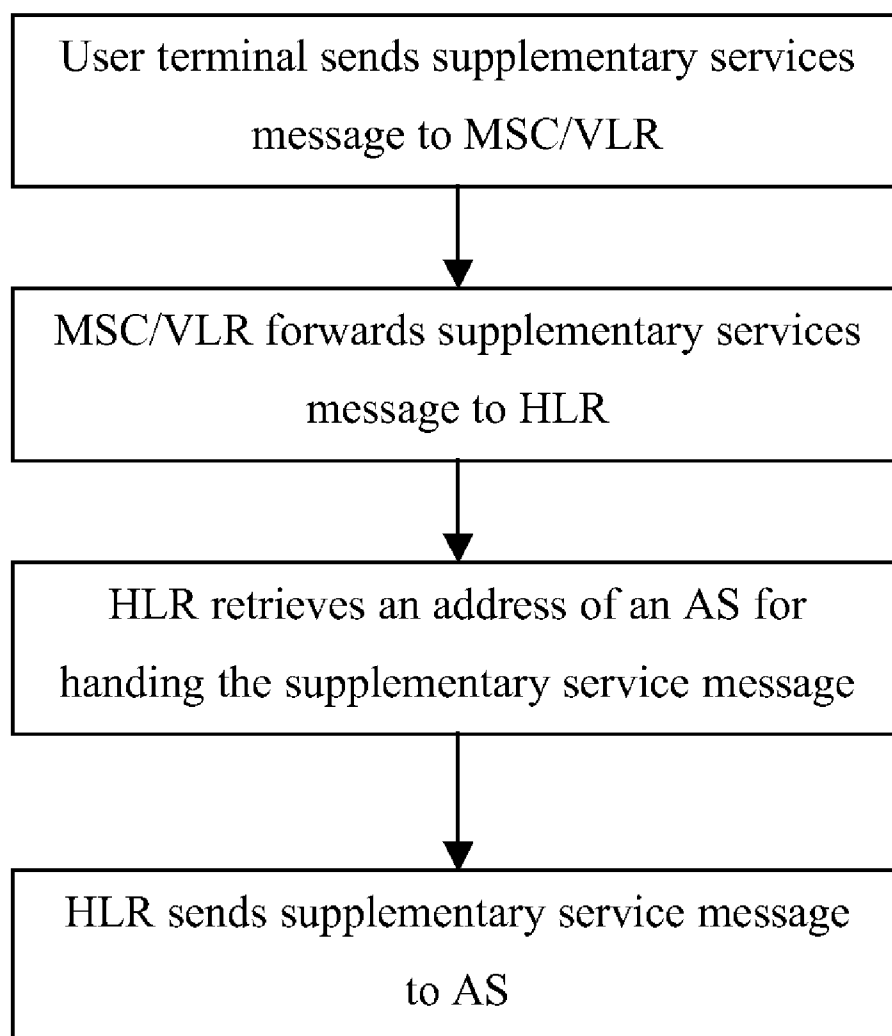 User terminal sends supplementary services
message to MSC/VLR
MSC/VLR forwards supplementary services
message to HLR
HLR retrieves an address of an AS for
handing the supplementary service message
HLR sends supplementary service message
to AS